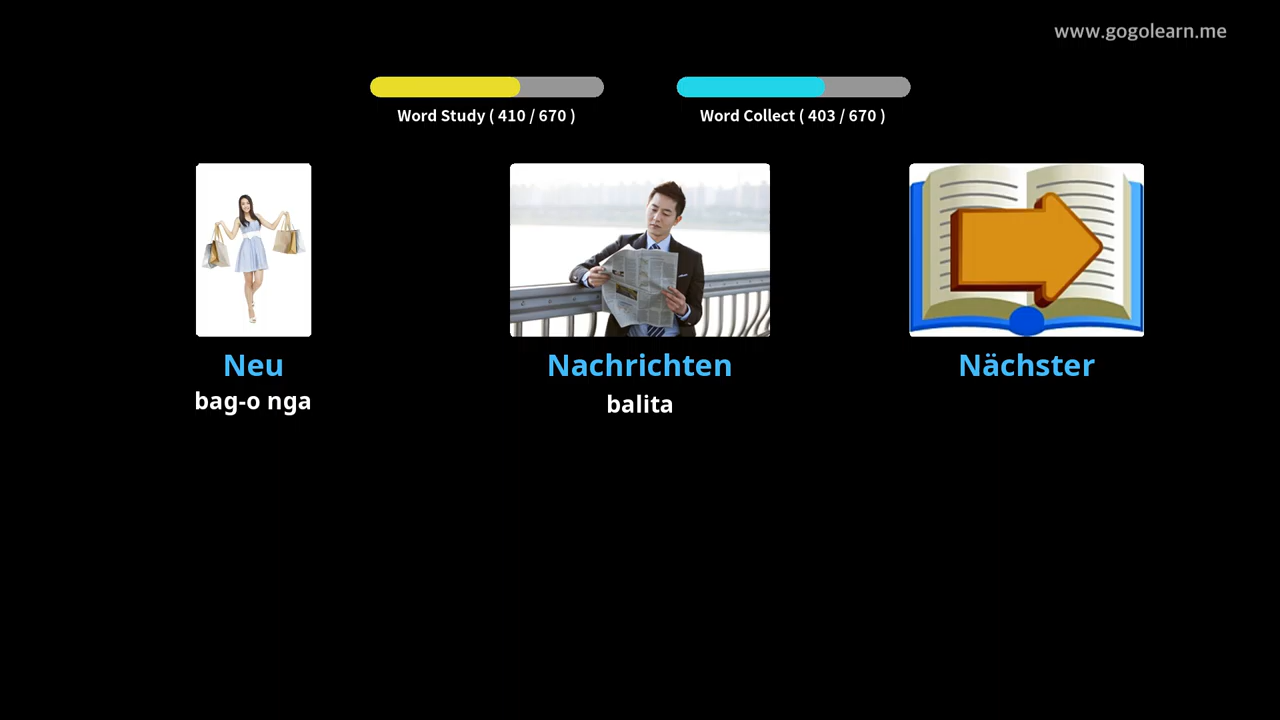 www.gogolearn.me
Word Study ( 410 / 670 )
Word Collect ( 403 / 670 )
Neu
bag-o nga
Nachrichten
balita
Nächster